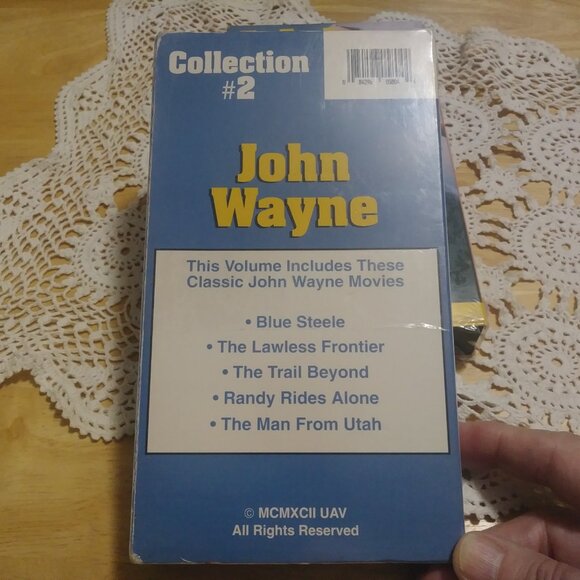 Collection
#2
John
Wayne
This Volume Includes These
Classic John Wayne Movies
• Blue Steele
• The Lawless Frontier
• The Trail Beyond
• Randy Rides Alone
• The Man From Utah
© MCMXCII UAV
All Rights Reserved